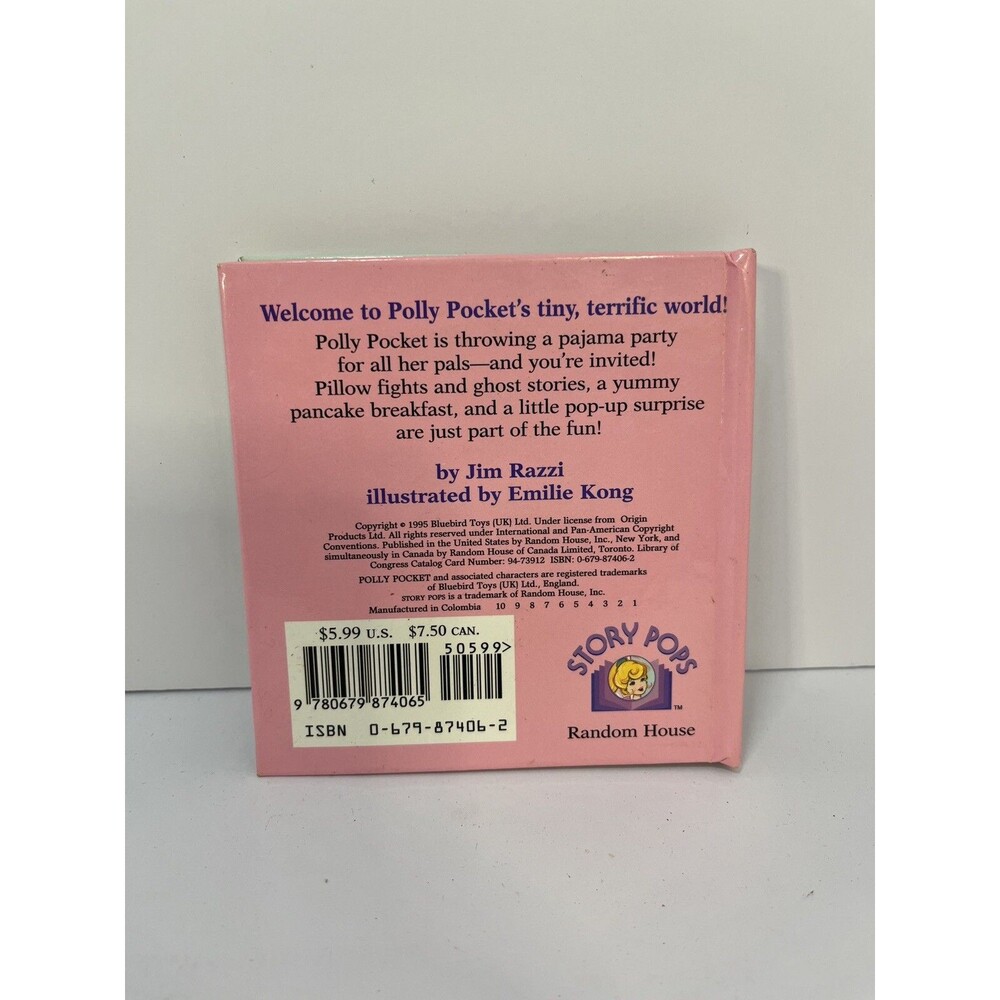 Welcome to Polly Pocket's tiny, terrific world!
Polly Pocket is throwing a pajama party
for all her pals—and you're invited!
Pillow fights and ghost stories, a yummy
pancake breakfast, and a little pop-up surprise
are just part of the fun!
by Jim Razzi
illustrated by Emilie Kong
Copyright © 1995 Bluebird Toys (UK) Ltd. Under license from Origin
Products Ltd. All rights reserved under International and Pan-American Copyright
Conventions. Published in the United States by Random House, Inc., New York, and
simultaneously in Canada by Random House of Canada Limited, Toronto. Library of
Congress Catalog Card Number: 94-73912 ISBN: 0-679-87406-2
POLLY POCKET and associated characters are registered trademarks
of Bluebird Toys (UK) Ltd., England.
STORY POPS is a trademark of Random House, Inc.
Manufactured in Colombia 10 9 8 7 6 5 4 3 2 1
$5.99 U.S. $7.50 CAN.
50599>
9 780679 874065
ISBN 0-679-87406-2
STORY POPS
TM
Random House